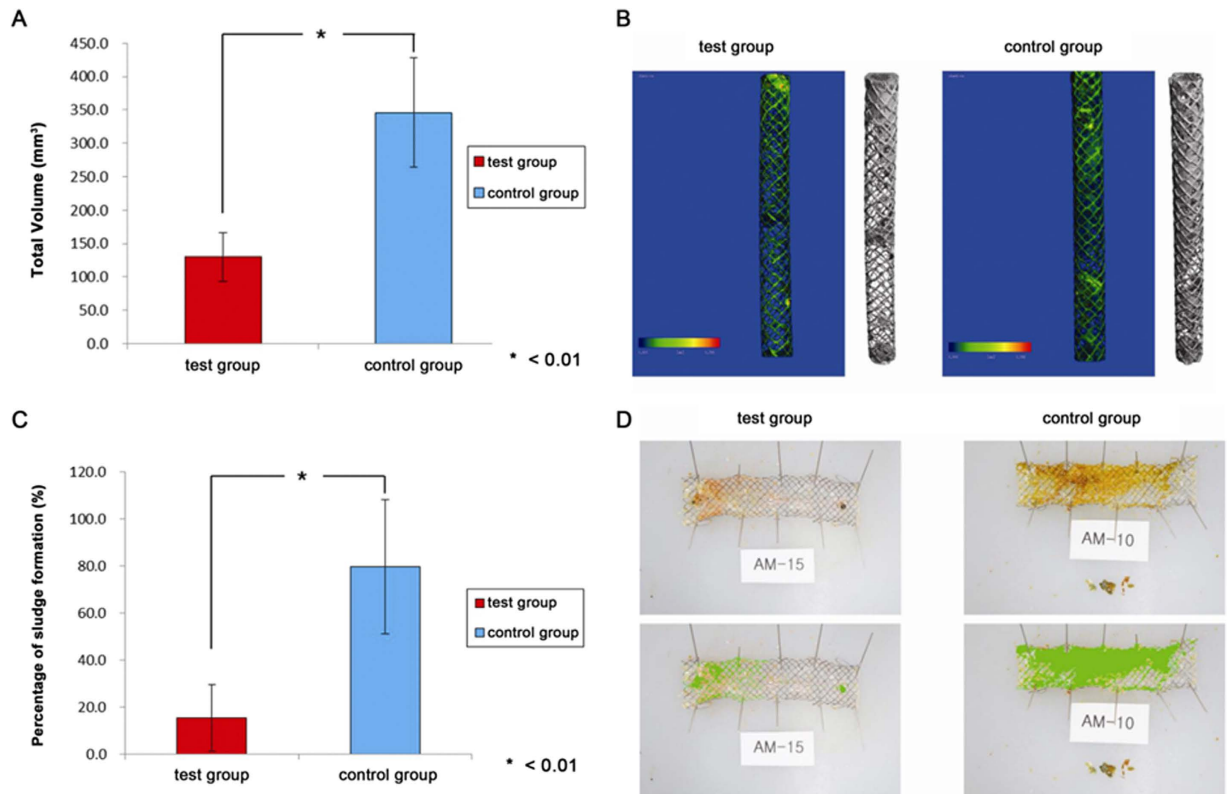 A
Total Volume (mm³)
450.0
400.0
350.0
300.0
250.0
200.0
150.0
100.0
50.0
0.0
*
test group
control group
test group
control group
* < 0.01
B
test group
control group
C
Percentage of sludge formation (%)
120.0
100.0
80.0
60.0
40.0
20.0
0.0
*
test group
control group
test group
control group
* < 0.01
D
test group
control group
AM-15
AM-10
AM-15
AM-10